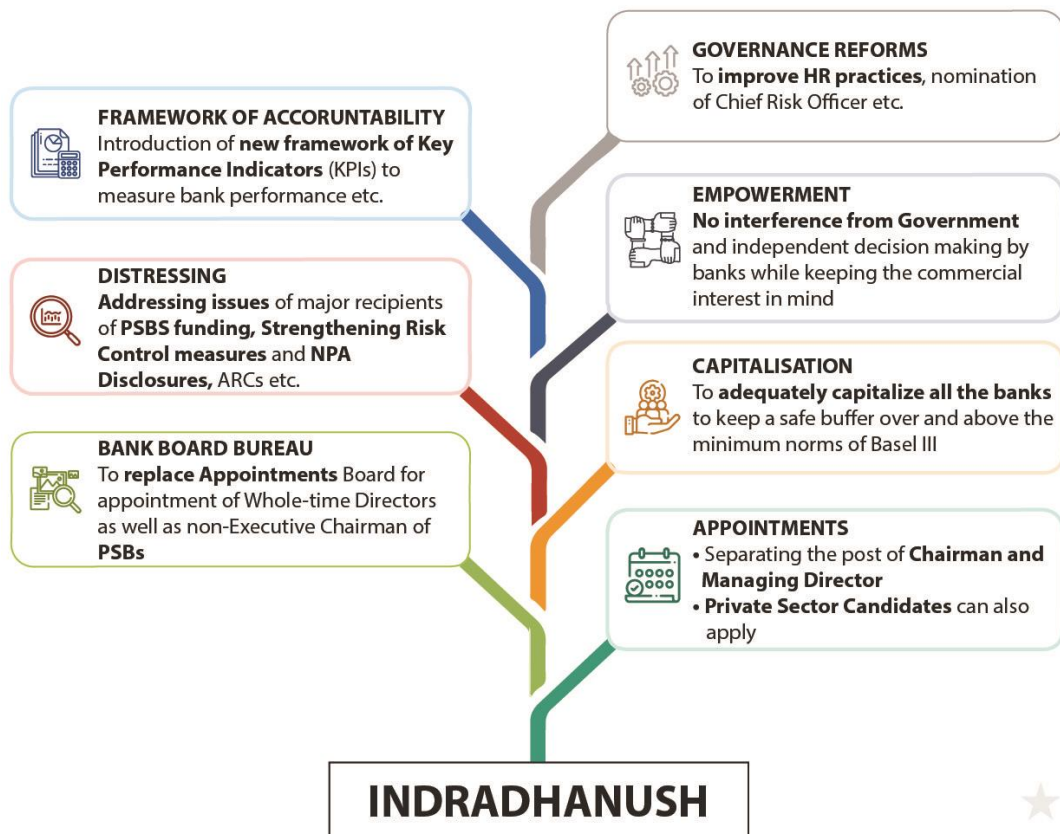 GOVERNANCE REFORMS
To improve HR practices, nomination
of Chief Risk Officer etc.
FRAMEWORK OF ACCORUNTABILITY
Introduction of new framework of Key
Performance Indicators (KPIs) to
measure bank performance etc.
EMPOWERMENT
No interference from Government
and independent decision making by
banks while keeping the commercial
interest in mind
DISTRESSING
Addressing issues of major recipients
of PSBS funding, Strengthening Risk
Control measures and NPA
Disclosures, ARCs etc.
CAPITALISATION
To adequately capitalize all the banks
to keep a safe buffer over and above the
minimum norms of Basel III
BANK BOARD BUREAU
To replace Appointments Board for
appointment of Whole-time Directors
as well as non-Executive Chairman of
PSBs
APPOINTMENTS
• Separating the post of Chairman and
Managing Director
• Private Sector Candidates can also
apply
INDRADHANUSH